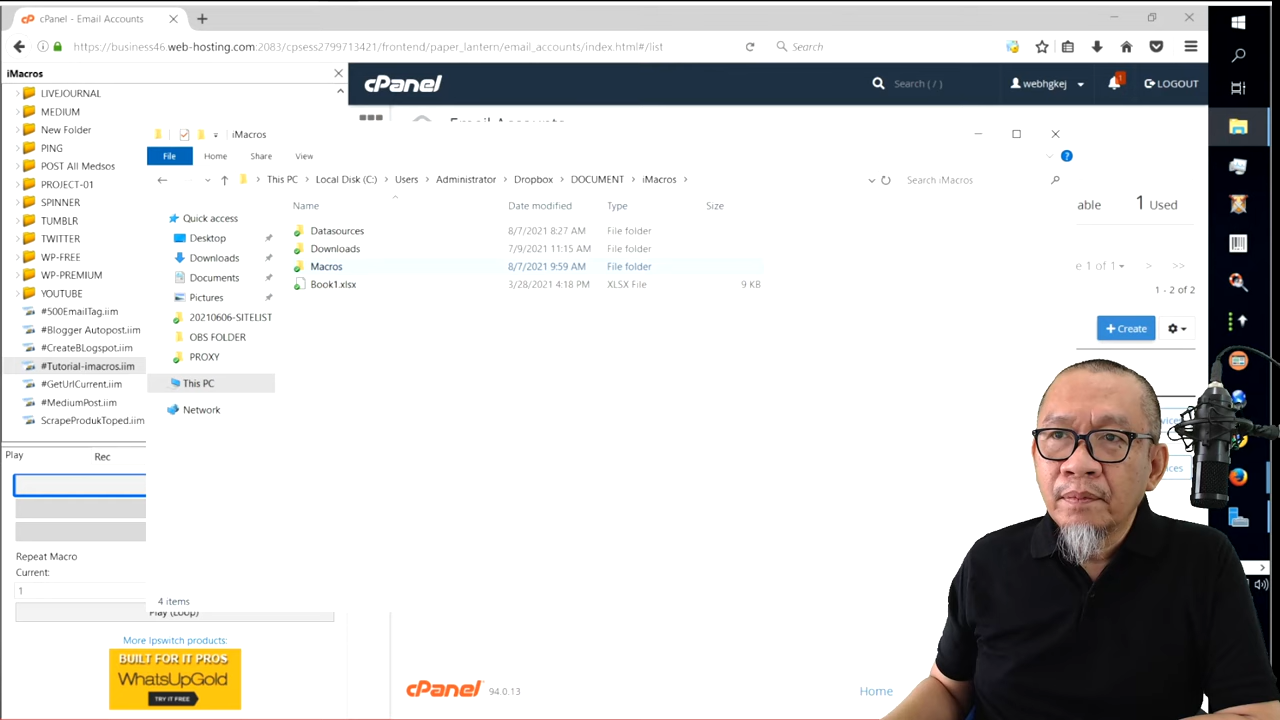 cPanel - Email Accounts
https://business46.web-hosting.com:2083/cpsess2799713421/frontend/paper_lantern/email_accounts/index.html#/list
Search
iMacros
LIVEJOURNAL
MEDIUM
New Folder
PING
POST All Medsos
PROJECT-01
SPINNER
TUMBLR
TWITTER
WP-FREE
WP-PREMIUM
YOUTUBE
#500EmailTag.iim
#Blogger Autopost.iim
#CreateBLogspot.iim
#Tutorial-imacros.iim
#GetUrlCurrent.iim
#MediumPost.iim
ScrapeProdukToped.iim
Play
Rec
Repeat Macro
Current:
1
Play (Loop)
More Ipswitch products:
BUILT FOR IT PROS
WhatsUpGold
TRY IT FREE
cPanel
Search ( / )
webhgkej
1
LOGOUT
Email Accounts
iMacros
File
Home
Share
View
This PC
Local Disk (C:)
Users
Administrator
Dropbox
DOCUMENT
iMacros
Search iMacros
Quick access
Desktop
Downloads
Documents
Pictures
20210606-SITELIST
OBS FOLDER
PROXY
This PC
Network
Name
Date modified
Type
Size
Datasources
8/7/2021 8:27 AM
File folder
Downloads
7/9/2021 11:15 AM
File folder
Macros
8/7/2021 9:59 AM
File folder
Book1.xlsx
3/28/2021 4:18 PM
XLSX File
9 KB
4 items
able
1 Used
e 1 of 1
>
>>
1 - 2 of 2
+ Create
cPanel
94.0.13
Home